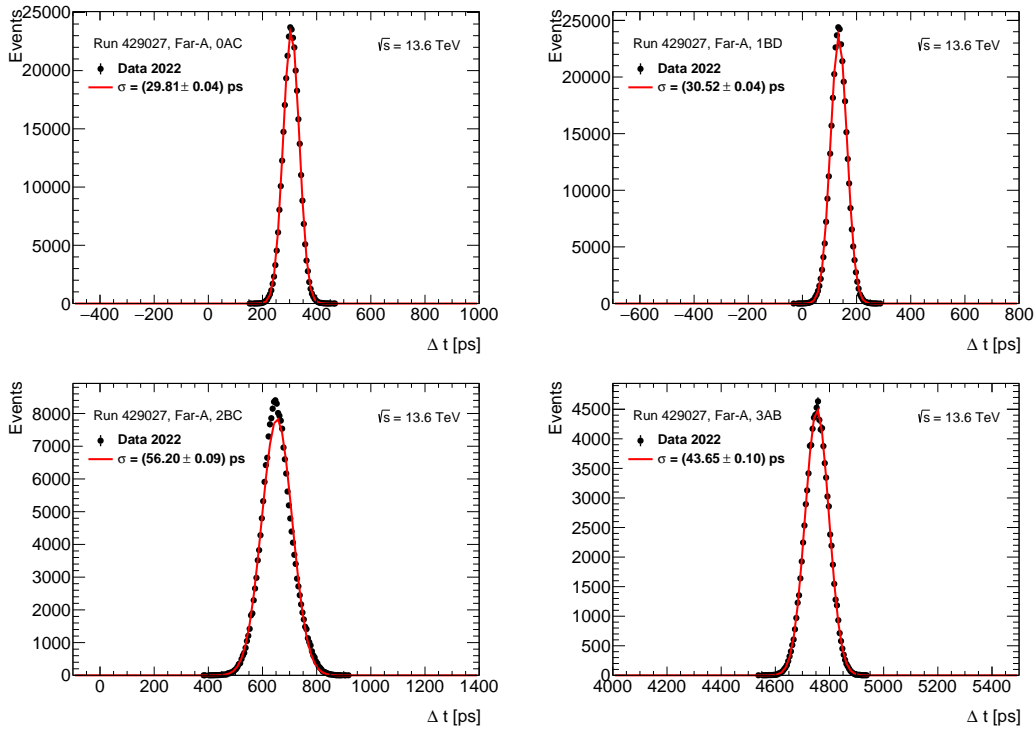 Events
25000
20000
15000
10000
5000
0
Run 429027, Far-A, 0AC
√s = 13.6 TeV
Data 2022
σ = (29.81± 0.04) ps
−400 −200 0 200 400 600 800 1000
Δ t [ps]
Events
25000
20000
15000
10000
5000
0
Run 429027, Far-A, 1BD
√s = 13.6 TeV
Data 2022
σ = (30.52± 0.04) ps
−600 −400 −200 0 200 400 600 800
Δ t [ps]
Events
8000
7000
6000
5000
4000
3000
2000
1000
0
Run 429027, Far-A, 2BC
√s = 13.6 TeV
Data 2022
σ = (56.20± 0.09) ps
0 200 400 600 800 1000 1200 1400
Δ t [ps]
Events
4500
4000
3500
3000
2500
2000
1500
1000
500
0
Run 429027, Far-A, 3AB
√s = 13.6 TeV
Data 2022
σ = (43.65 ± 0.10) ps
4000 4200 4400 4600 4800 5000 5200 5400
Δ t [ps]